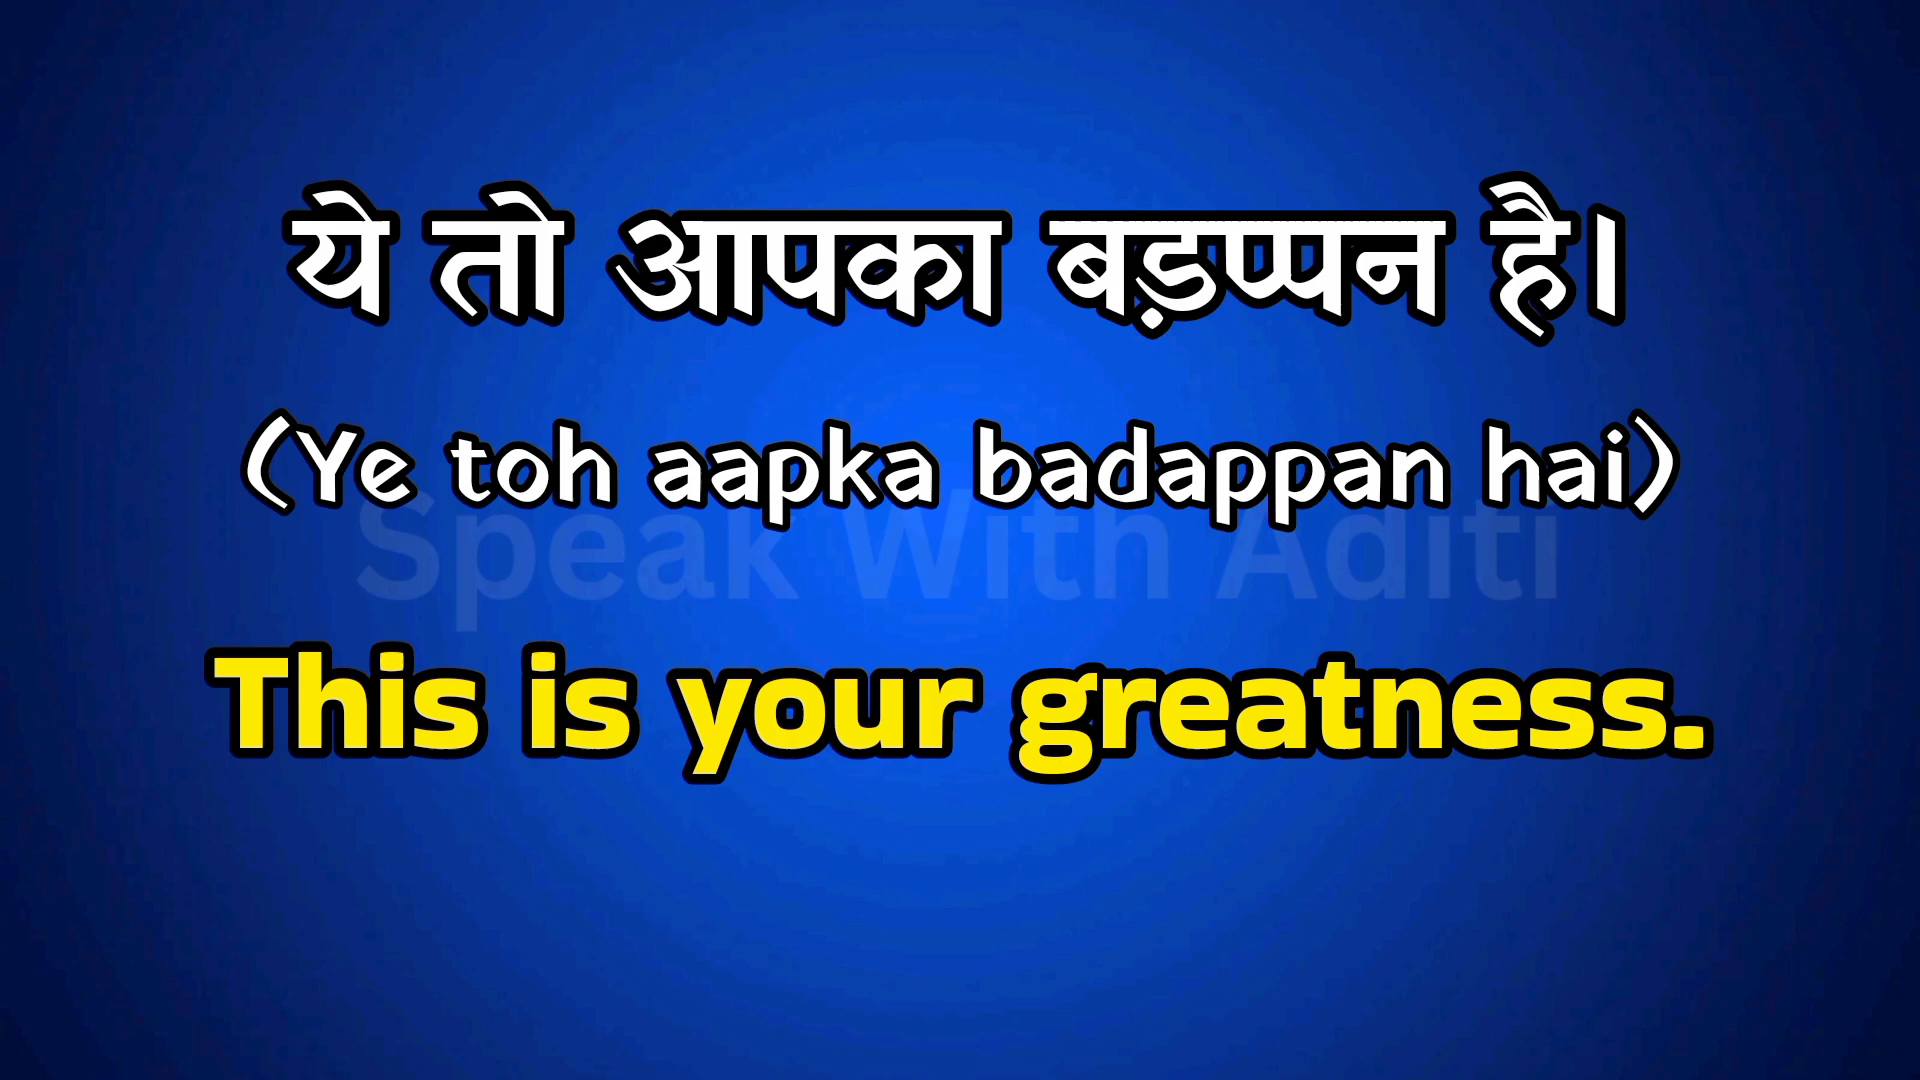 ये तो आपका बड़प्पन है।
(Ye toh aapka badappan hai)
Speak With Aditi
This is your greatness.